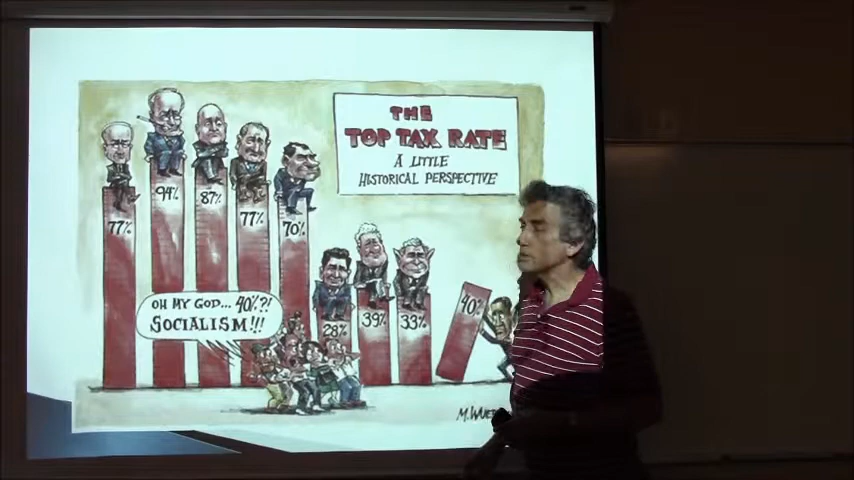 THE
TOP TAX RATE
A LITTLE
HISTORICAL PERSPECTIVE
77%
94%
87%
77%
70%
28%
39%
33%
40%
OH MY GOD... 40%?!
SOCIALISM!!!